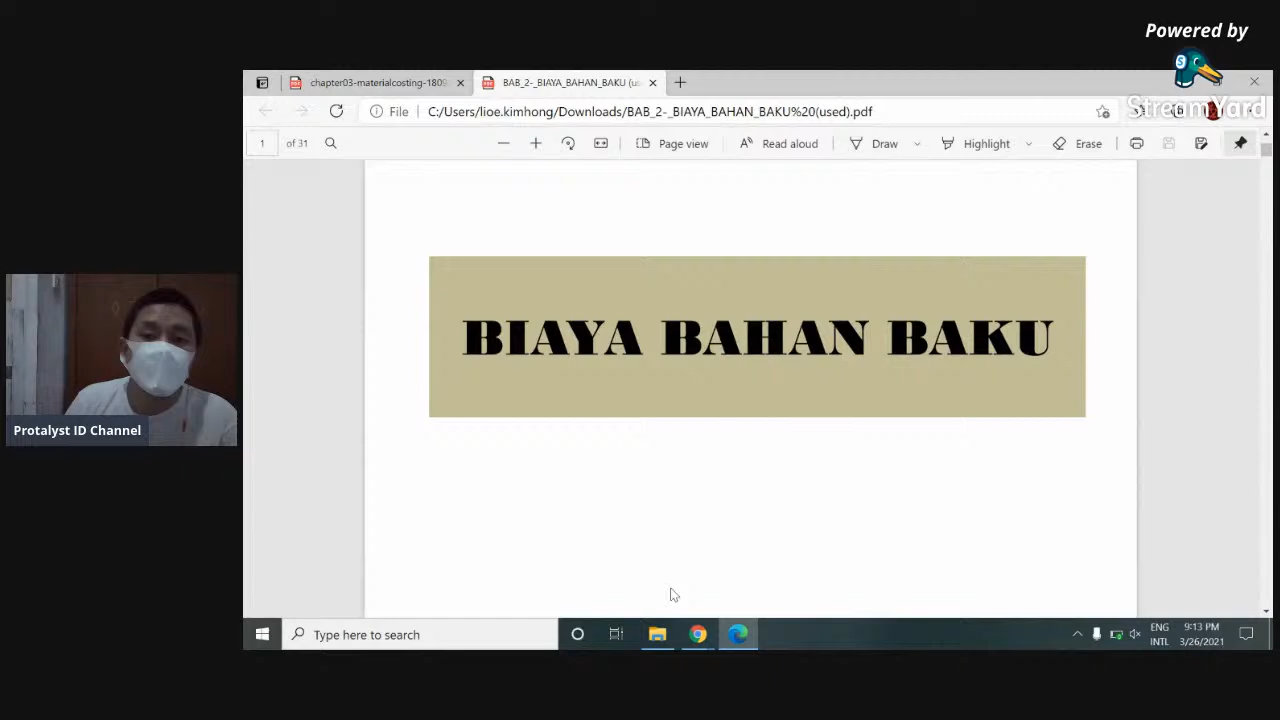 Powered by
StreamYard
chapter03-materialcosting-1809
BAB_2-_BIAYA_BAHAN_BAKU (us
File
C:/Users/lioe.kimhong/Downloads/BAB_2-_BIAYA_BAHAN_BAKU%20(used).pdf
1 of 31
Page view
Read aloud
Draw
Highlight
Erase
BIAYA BAHAN BAKU
Protalyst ID Channel
Type here to search
ENG
INTL
9:13 PM
3/26/2021